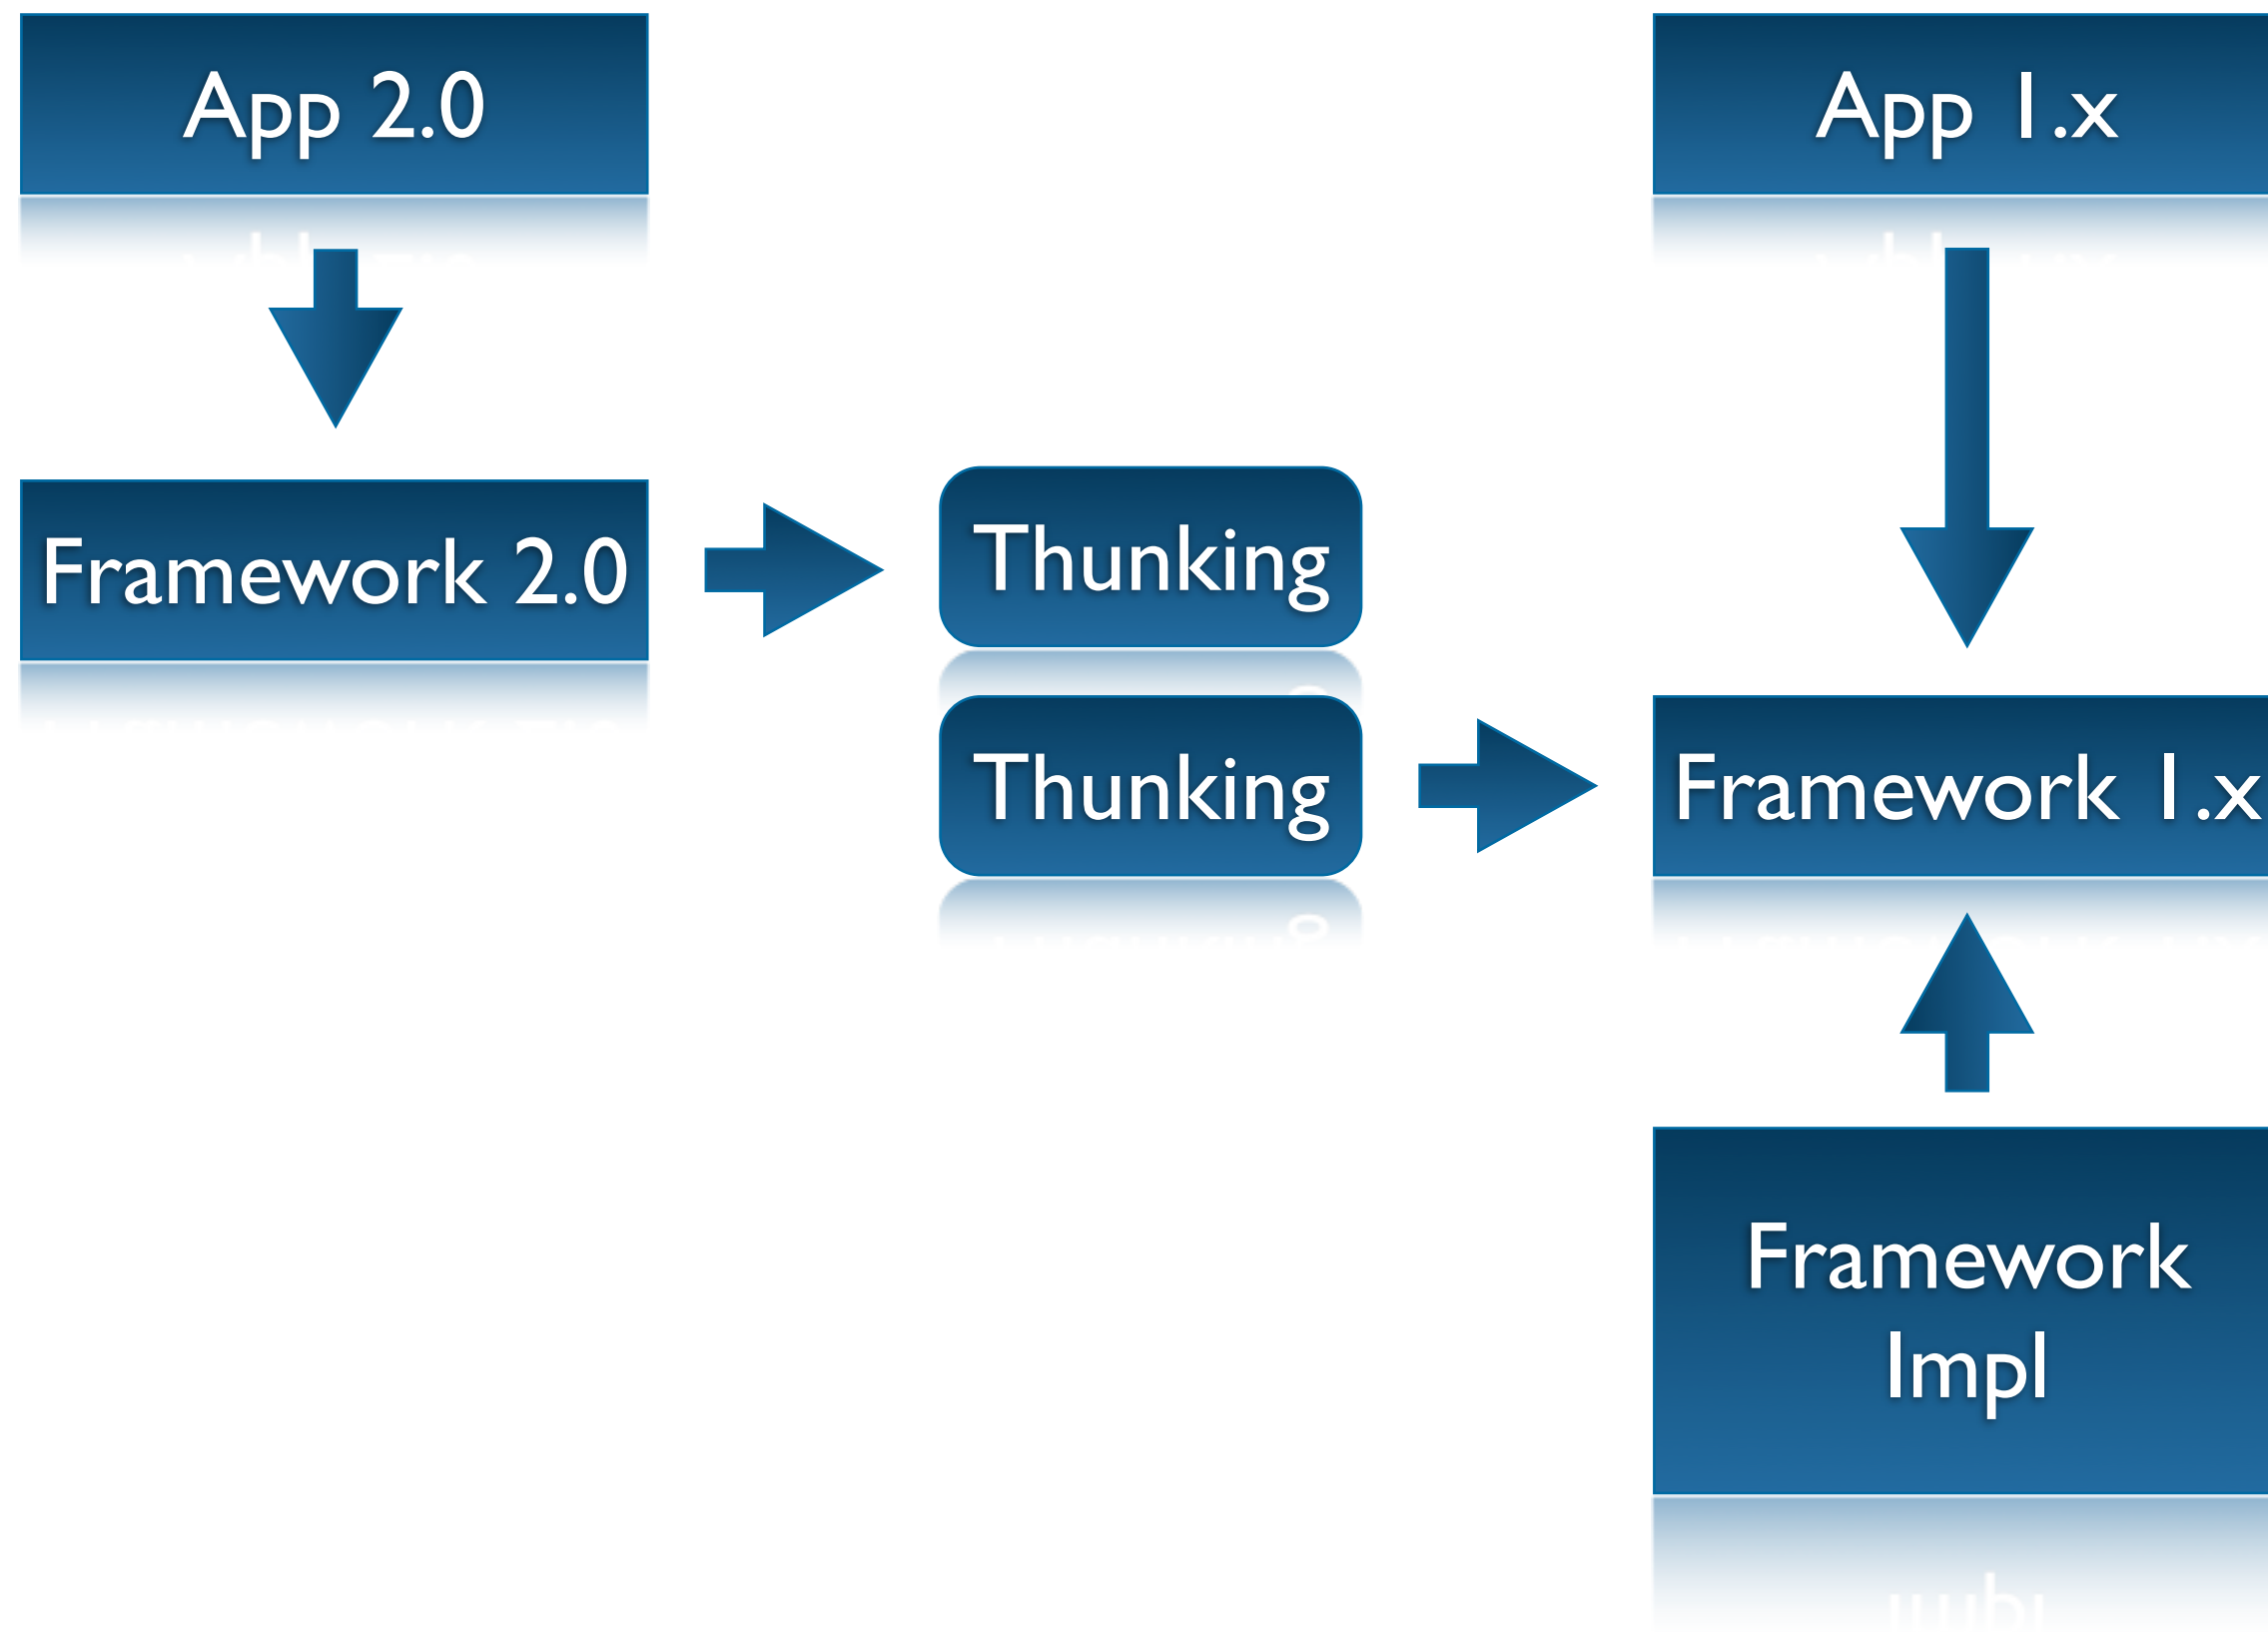 App 2.0
App 1.x
Framework 2.0
Thunking
Thunking
Framework 1.x
Framework
Impl